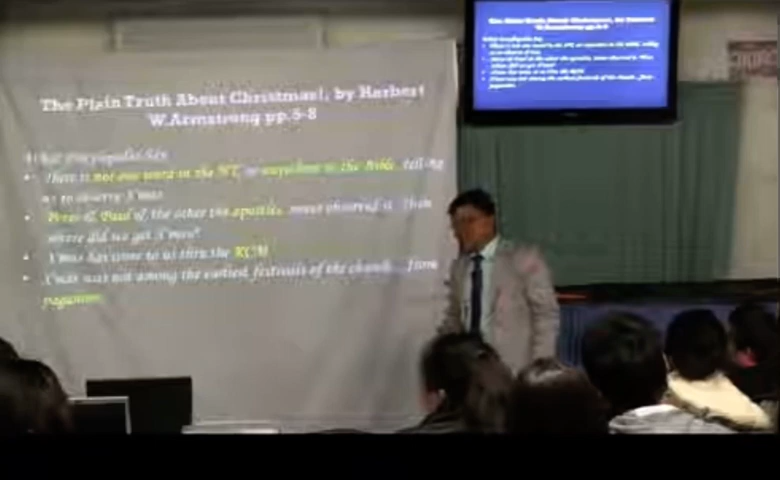 The Plain Truth About Christmas!, by Herbert
W.Armstrong pp.5-8
What encyclopedias Say
• There is not one word in the NT, or anywhere in the Bible, telling
us to observe X'mas
• Peter & Paul & the other the apostles never observed it. Then
where did we get X'mas?
• X'mas has come to us thru the RCM
• X'mas was not among the earliest festivals of the church... from
paganism